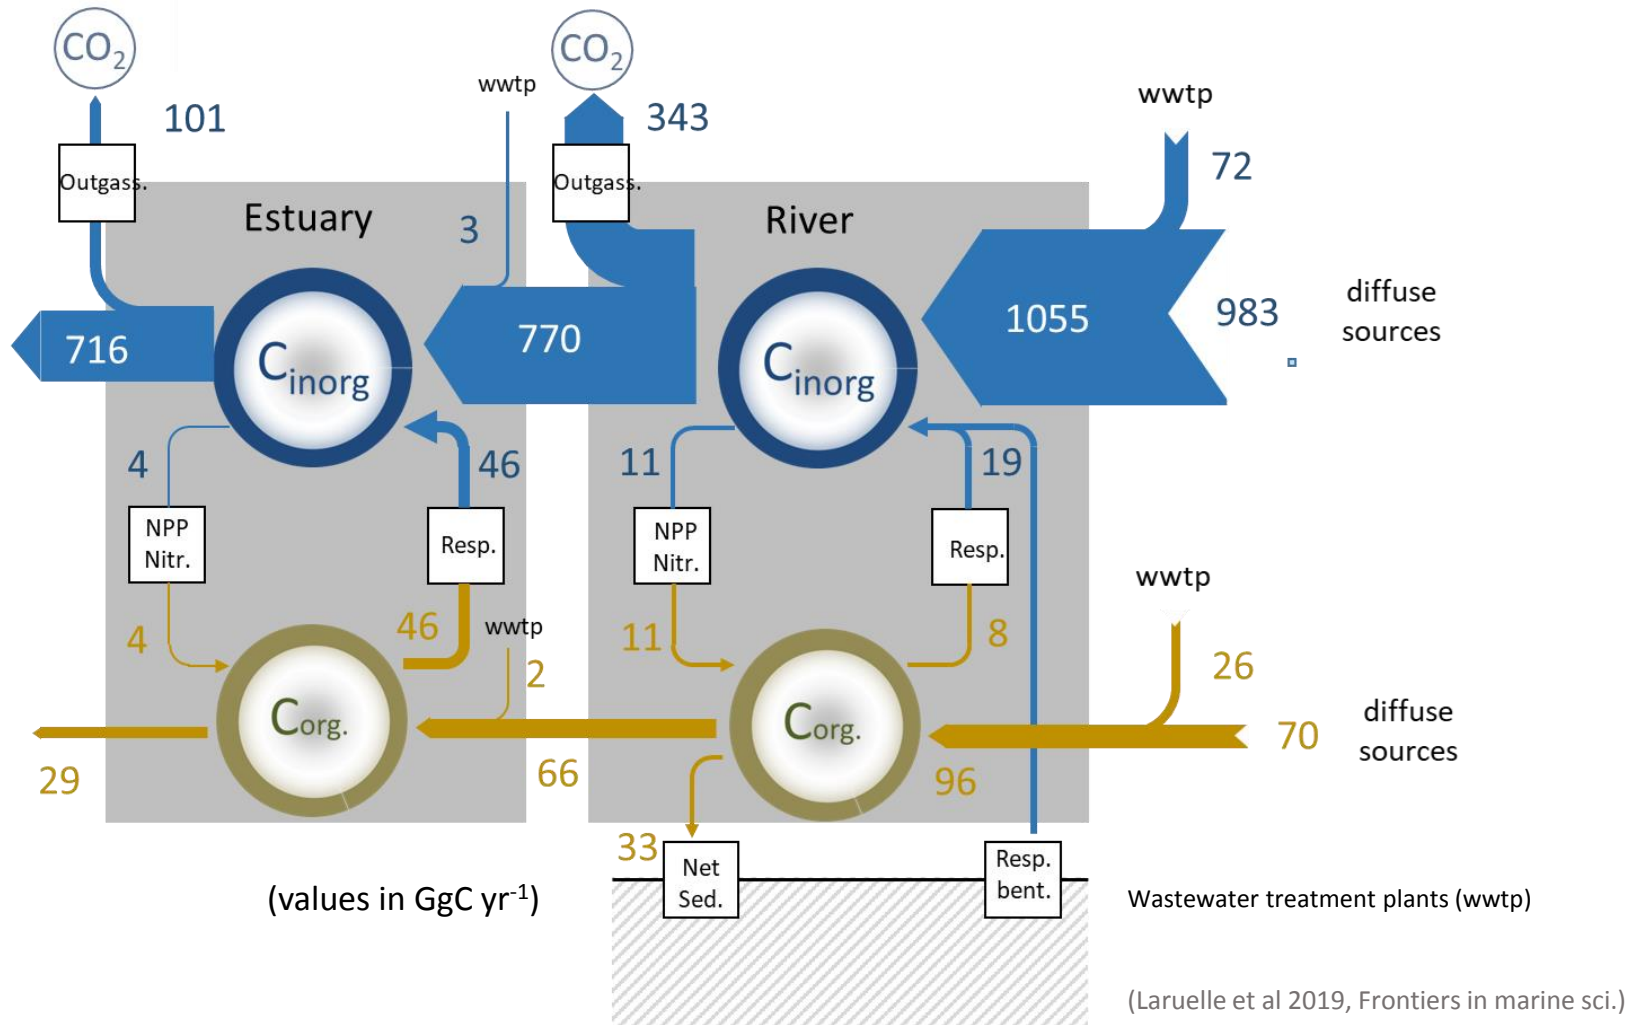 CO2
CO2
101
wwtp
343
wwtp
72
Outgass.
Outgass.
Estuary
3
River
716
Cinorg
770
Cinorg
1055
983
diffuse
sources
4
46
11
19
NPP
Nitr.
Resp.
NPP
Nitr.
Resp.
wwtp
4
46
wwtp
2
11
8
26
Corg.
Corg.
70
diffuse
sources
29
66
96
33
Net
Sed.
Resp.
bent.
(values in GgC yr-1)
Wastewater treatment plants (wwtp)
(Laruelle et al 2019, Frontiers in marine sci.)